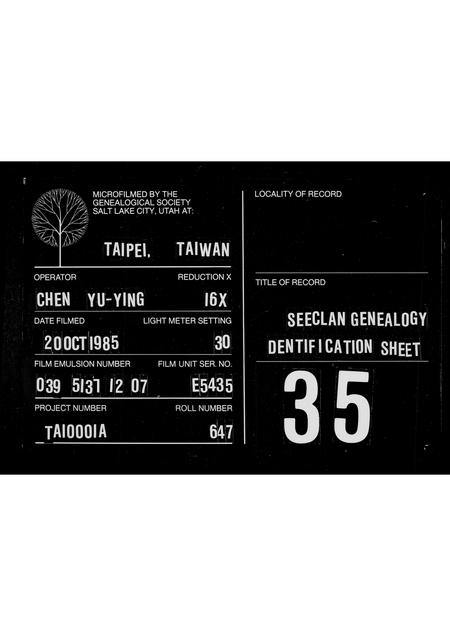 MICROFILMED BY THE
GENEALOGICAL SOCIETY
SALT LAKE CITY, UTAH AT:
TAIPEI, TAIWAN
OPERATOR REDUCTION X
CHEN YU-YING 16X
DATE FILMED LIGHT METER SETTING
20OCT1985 30
FILM EMULSION NUMBER FILM UNIT SER. NO.
039 5137 12 07 E5435
PROJECT NUMBER ROLL NUMBER
TAI0001A 647
LOCALITY OF RECORD
TITLE OF RECORD
SEECLAN GENEALOGY
DENTIFICATION SHEET
35